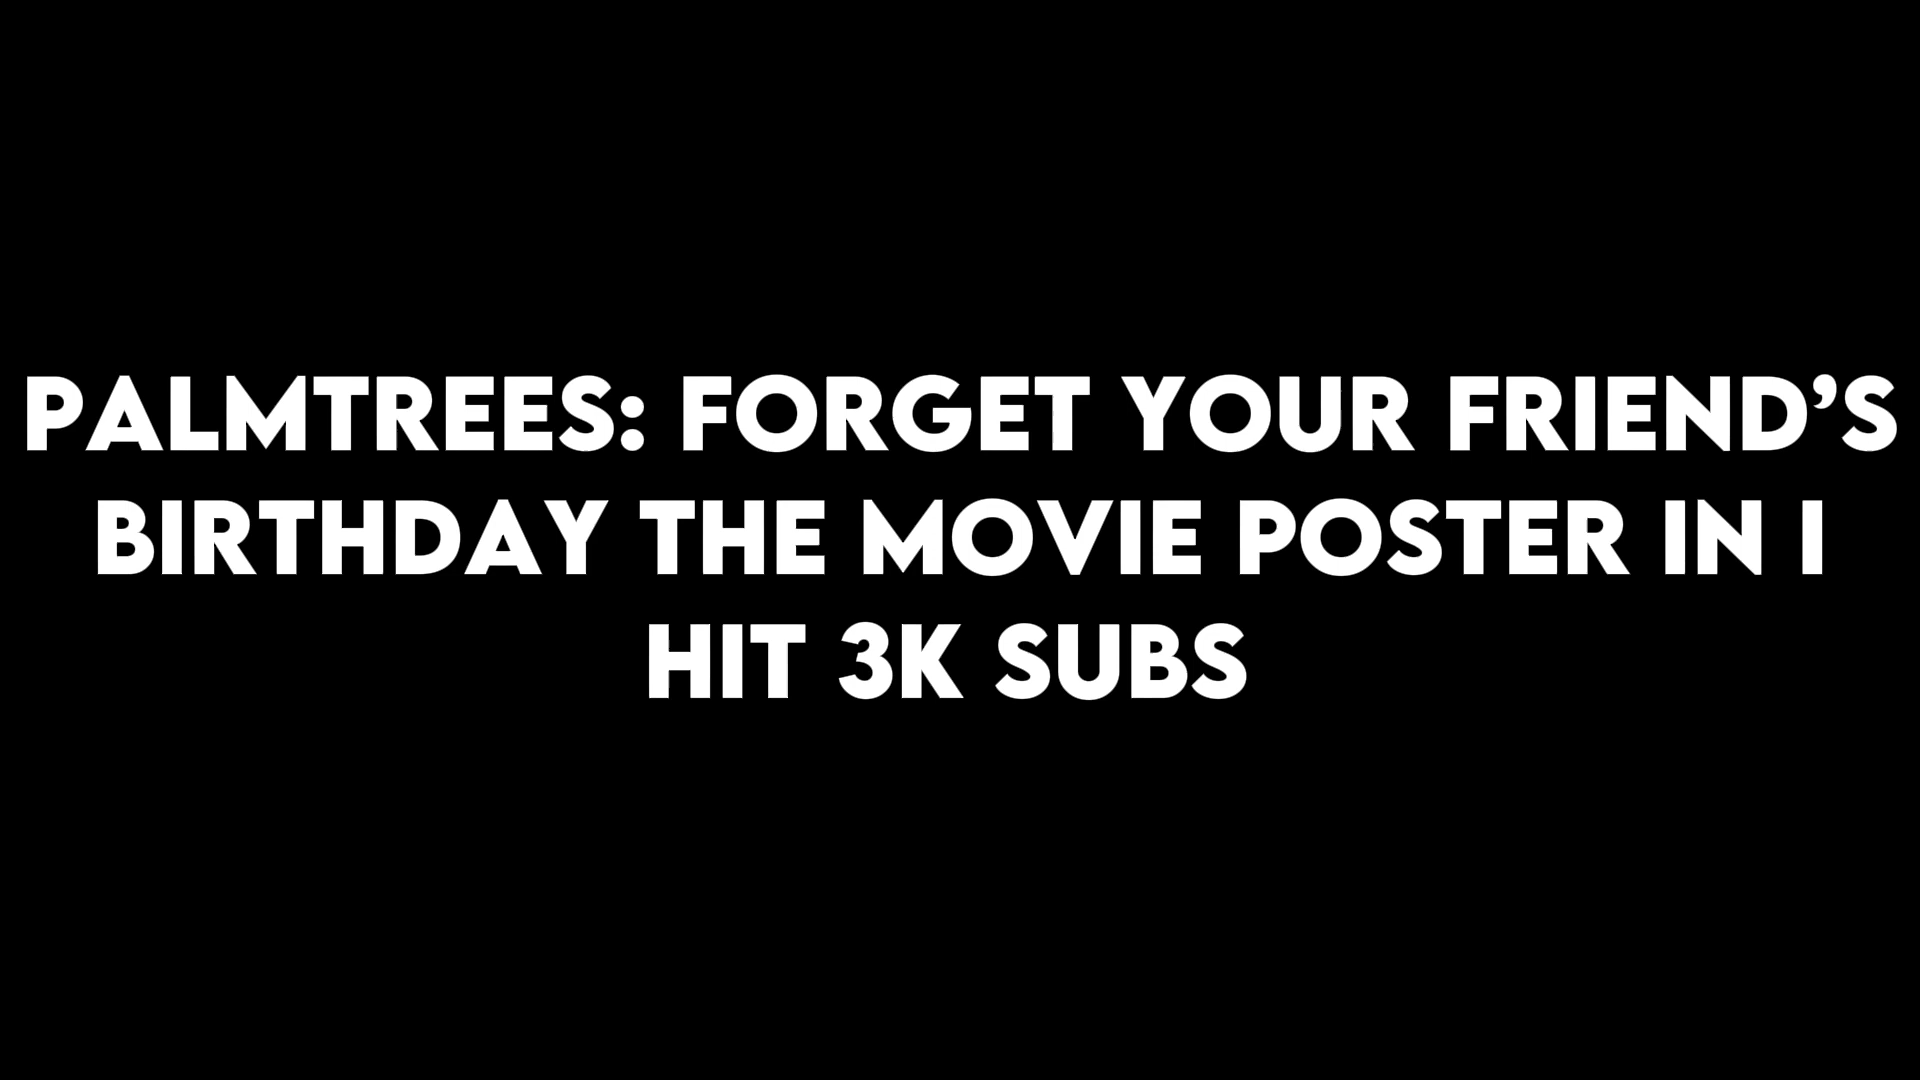 PALMTREES: FORGET YOUR FRIEND’S
BIRTHDAY THE MOVIE POSTER IN I
HIT 3K SUBS